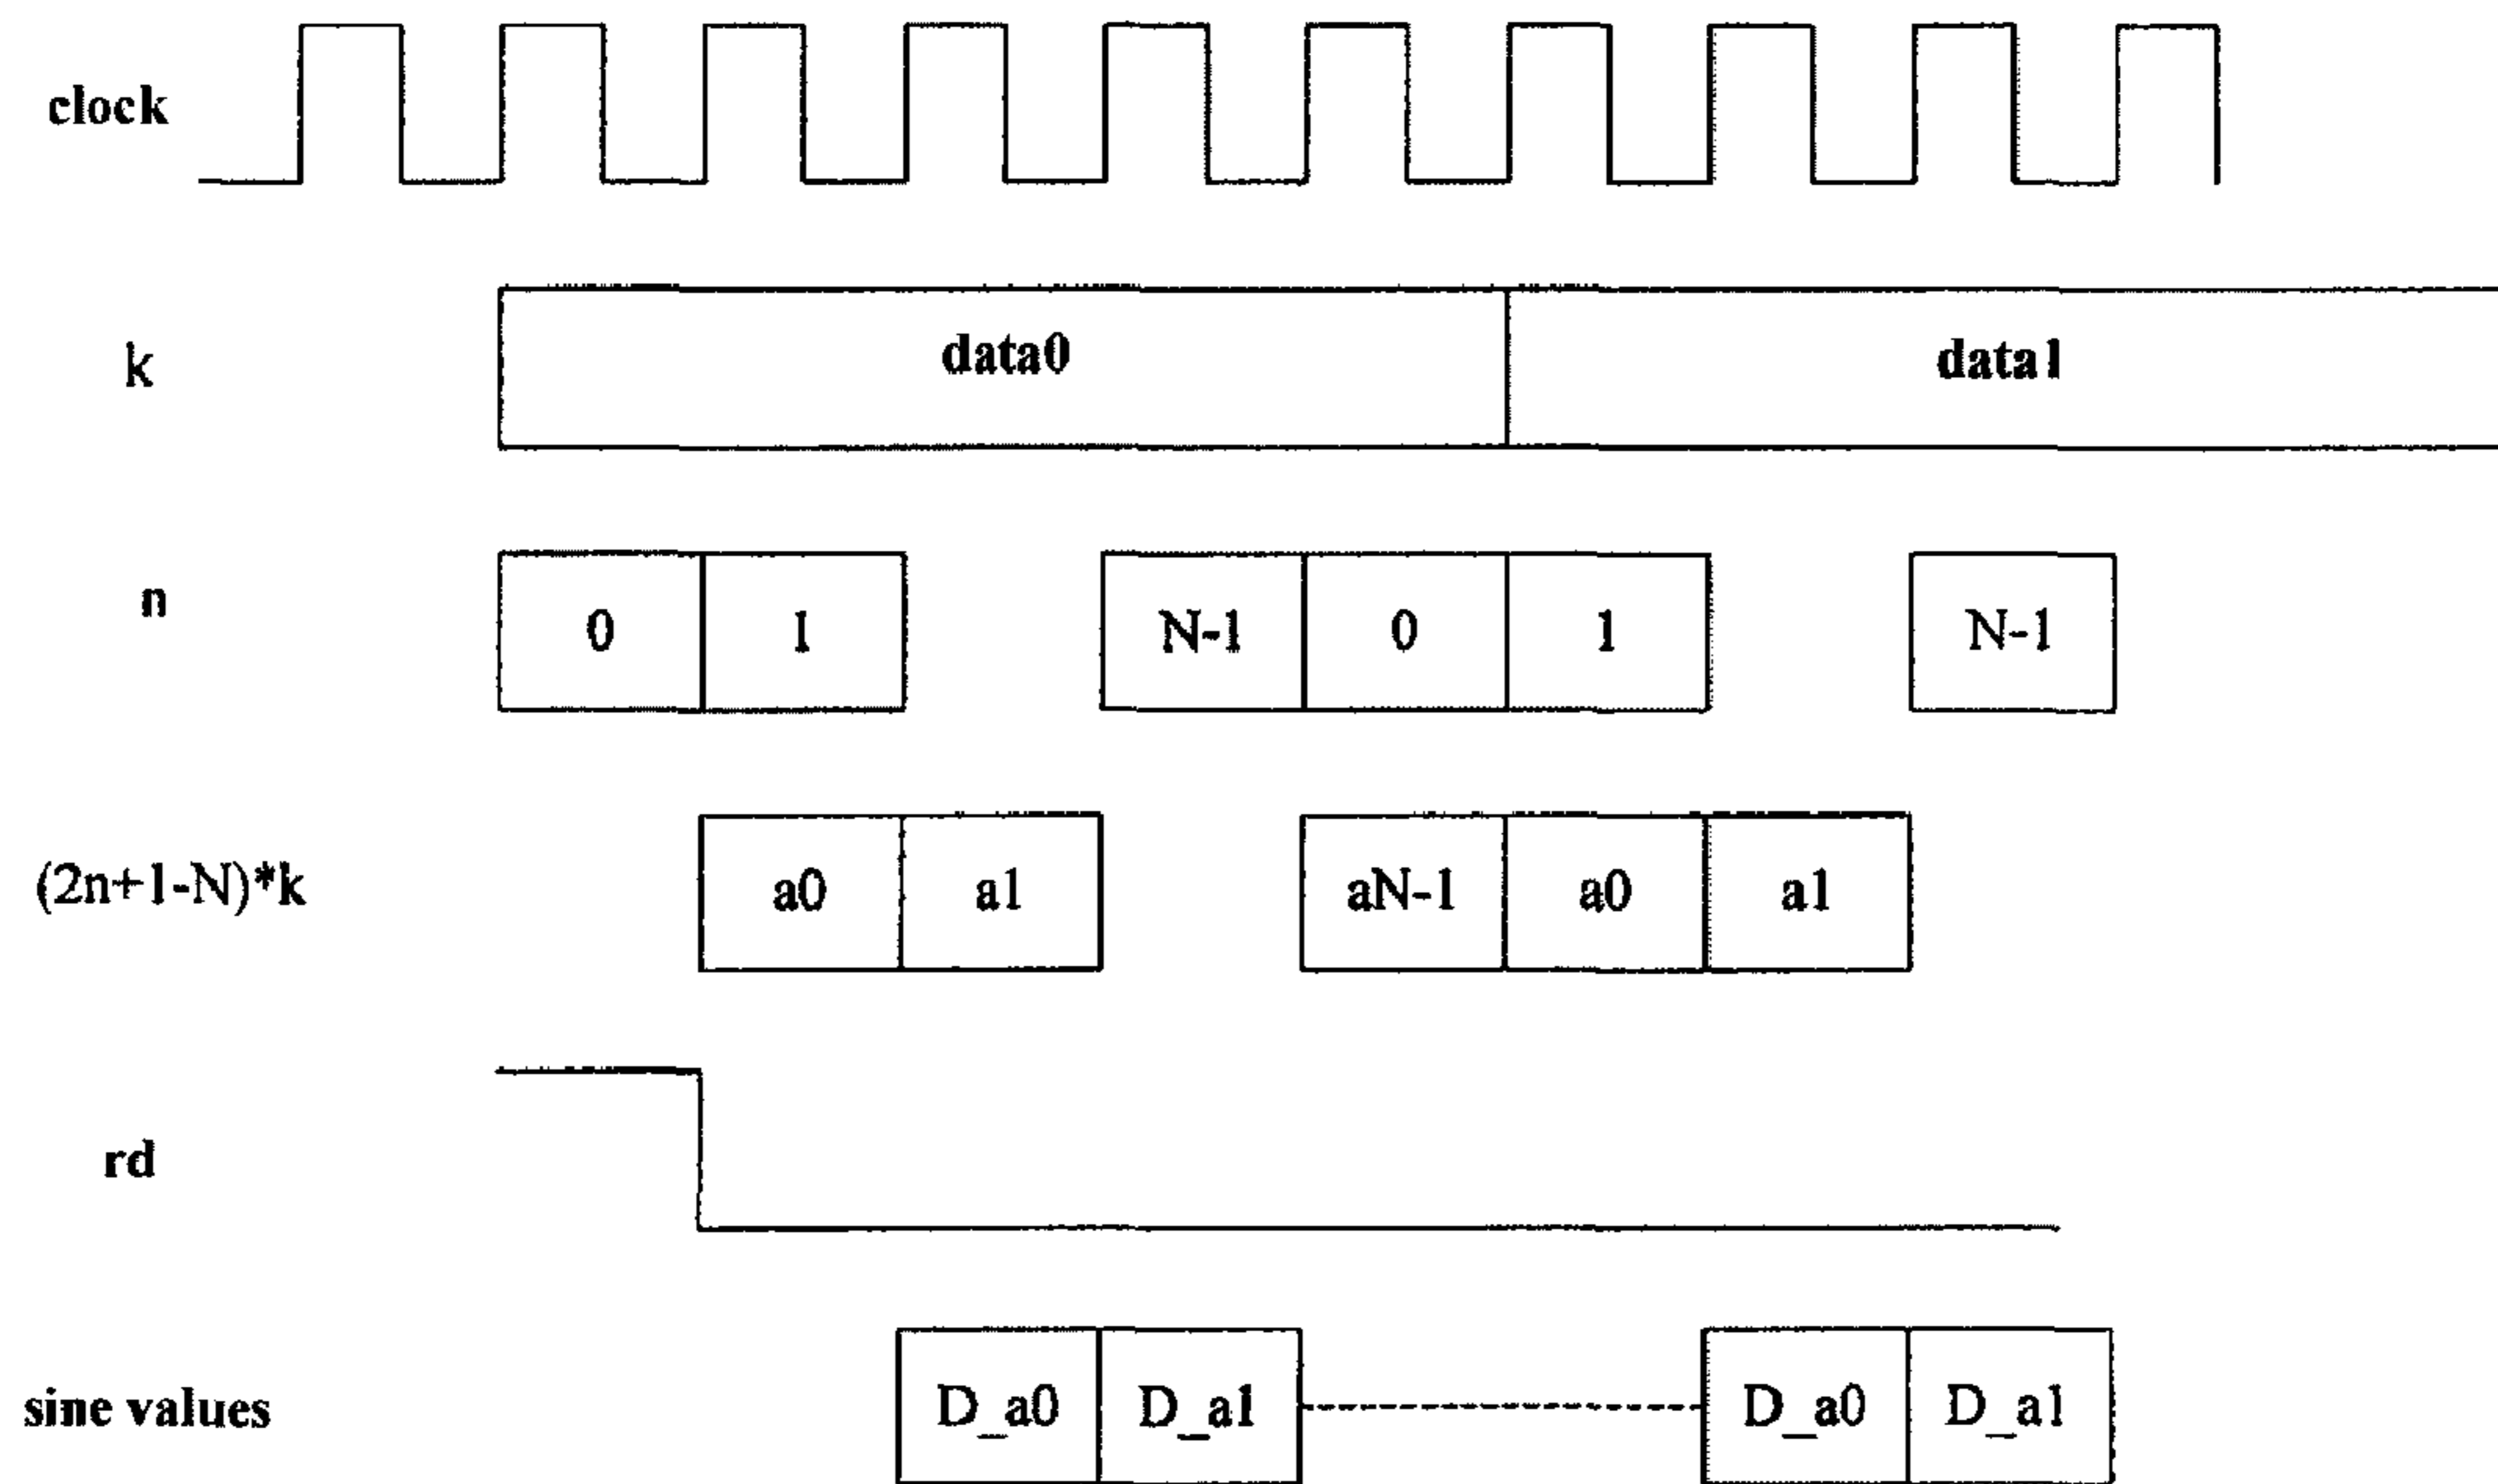 clock
k data0 data1
n 0 1 N-1 0 1 N-1
(2n+1-N)*k a0 a1 aN-1 a0 a1
rd
sine values D_a0 D_a1 D_a0 D_a1